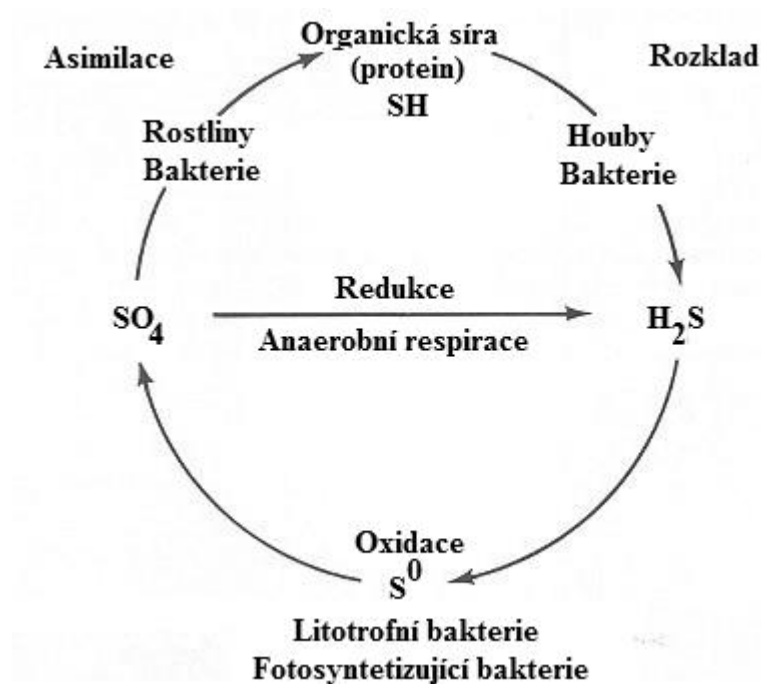 Asimilace
Organická síra
(protein)
SH
Rozklad
Rostliny
Bakterie
Houby
Bakterie
SO4
Redukce
Anaerobní respirace
H2S
Oxidace
S0
Litotrofní bakterie
Fotosyntetizující bakterie